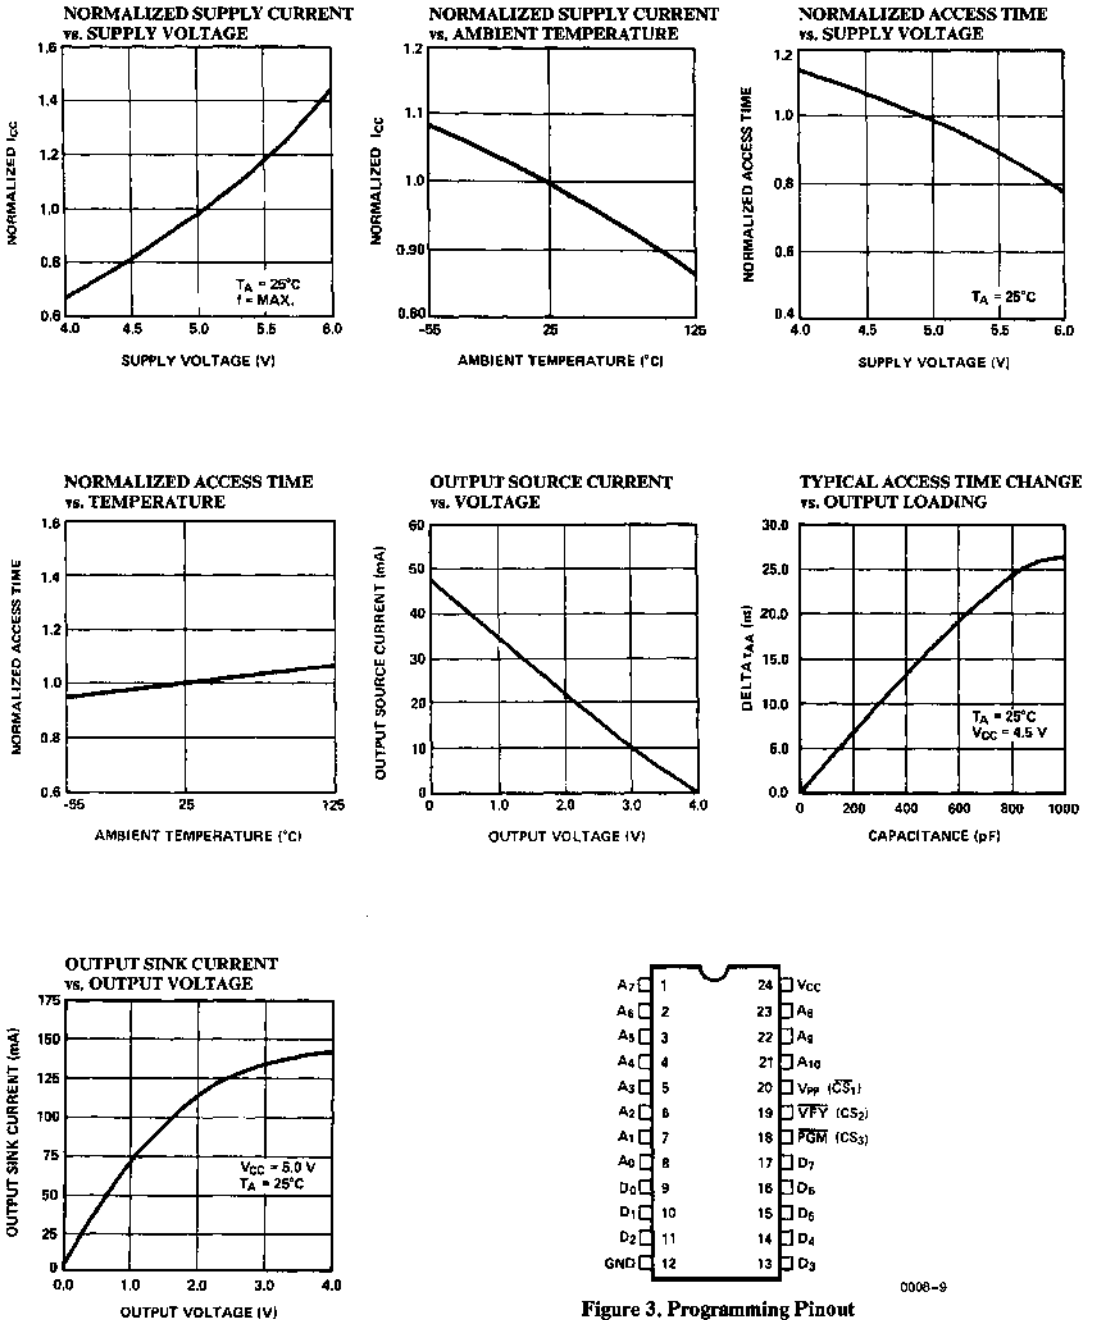 NORMALIZED SUPPLY CURRENT
vs. SUPPLY VOLTAGE
1.6
1.4
1.2
1.0
0.8
0.6
NORMALIZED ICC
TA = 25°C
f = MAX.
4.0 4.5 5.0 5.5 6.0
SUPPLY VOLTAGE (V)
NORMALIZED SUPPLY CURRENT
vs. AMBIENT TEMPERATURE
1.2
1.1
1.0
0.90
0.80
NORMALIZED ICC
-55 25 125
AMBIENT TEMPERATURE (°C)
NORMALIZED ACCESS TIME
vs. SUPPLY VOLTAGE
1.2
1.0
0.8
0.6
0.4
NORMALIZED ACCESS TIME
TA = 25°C
4.0 4.5 5.0 5.5 6.0
SUPPLY VOLTAGE (V)
NORMALIZED ACCESS TIME
vs. TEMPERATURE
1.6
1.4
1.2
1.0
0.8
0.6
NORMALIZED ACCESS TIME
-55 25 125
AMBIENT TEMPERATURE (°C)
OUTPUT SOURCE CURRENT
vs. VOLTAGE
60
50
40
30
20
10
0
OUTPUT SOURCE CURRENT (mA)
0 1.0 2.0 3.0 4.0
OUTPUT VOLTAGE (V)
TYPICAL ACCESS TIME CHANGE
vs. OUTPUT LOADING
30.0
25.0
20.0
15.0
10.0
5.0
0.0
DELTA tAA (ns)
TA = 25°C
VCC = 4.5 V
0 200 400 600 800 1000
CAPACITANCE (pF)
OUTPUT SINK CURRENT
vs. OUTPUT VOLTAGE
175
150
125
100
75
50
25
0
OUTPUT SINK CURRENT (mA)
VCC = 5.0 V
TA = 25°C
0.0 1.0 2.0 3.0 4.0
OUTPUT VOLTAGE (V)
A7 1 24 VCC
A6 2 23 A8
A5 3 22 A9
A4 4 21 A10
A3 5 20 VPP (C̅S̅1)
A2 6 19 V̅F̅Y̅ (CS2)
A1 7 18 P̅G̅M̅ (CS3)
A0 8 17 D7
D0 9 16 D6
D1 10 15 D5
D2 11 14 D4
GND 12 13 D3
0008-9
Figure 3. Programming Pinout